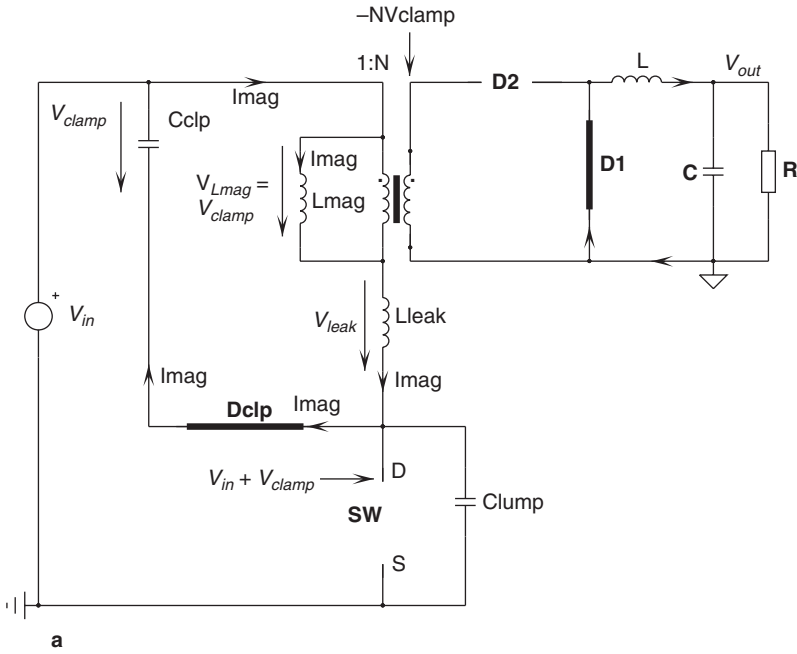 –NVclamp
1:N
D2
L
Vout
Imag
Vclamp
Cclp
Imag
VLmag =
Vclamp
Lmag
D1
C
R
+
Vin
Vleak
Lleak
Imag
Imag
Dclp
Imag
Vin + Vclamp
D
SW
Clump
S
a